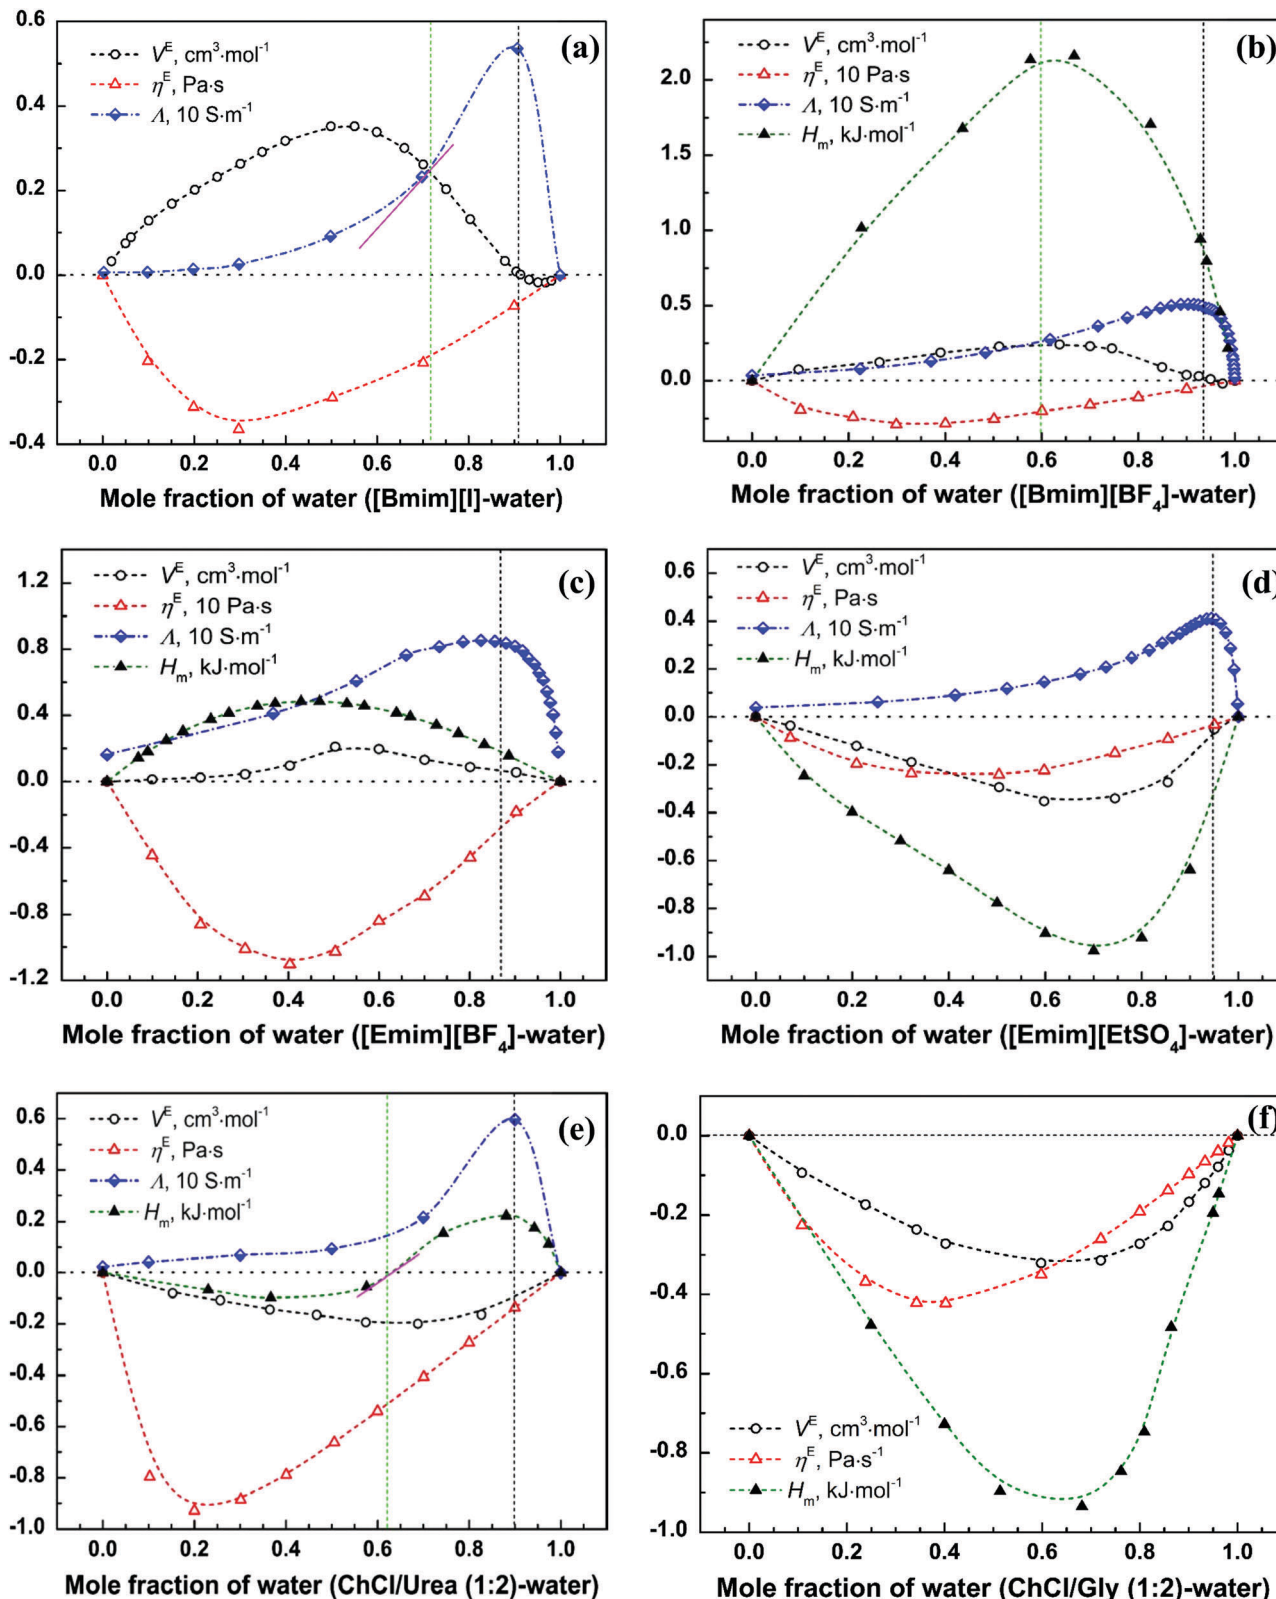 (a)
V^E, cm³·mol⁻¹
η^E, Pa·s
Λ, 10 S·m⁻¹
0.6
0.4
0.2
0.0
-0.2
-0.4
0.0 0.2 0.4 0.6 0.8 1.0
Mole fraction of water ([Bmim][I]-water)
(b)
V^E, cm³·mol⁻¹
η^E, 10 Pa·s
Λ, 10 S·m⁻¹
H_m, kJ·mol⁻¹
2.0
1.5
1.0
0.5
0.0
0.0 0.2 0.4 0.6 0.8 1.0
Mole fraction of water ([Bmim][BF₄]-water)
(c)
V^E, cm³·mol⁻¹
η^E, 10 Pa·s
Λ, 10 S·m⁻¹
H_m, kJ·mol⁻¹
1.2
0.8
0.4
0.0
-0.4
-0.8
-1.2
0.0 0.2 0.4 0.6 0.8 1.0
Mole fraction of water ([Emim][BF₄]-water)
(d)
V^E, cm³·mol⁻¹
η^E, Pa·s
Λ, 10 S·m⁻¹
H_m, kJ·mol⁻¹
0.6
0.4
0.2
0.0
-0.2
-0.4
-0.6
-0.8
-1.0
0.0 0.2 0.4 0.6 0.8 1.0
Mole fraction of water ([Emim][EtSO₄]-water)
(e)
V^E, cm³·mol⁻¹
η^E, Pa·s
Λ, 10 S·m⁻¹
H_m, kJ·mol⁻¹
0.6
0.4
0.2
0.0
-0.2
-0.4
-0.6
-0.8
-1.0
0.0 0.2 0.4 0.6 0.8 1.0
Mole fraction of water (ChCl/Urea (1:2)-water)
(f)
0.0
-0.2
-0.4
-0.6
-0.8
-1.0
V^E, cm³·mol⁻¹
η^E, Pa·s⁻¹
H_m, kJ·mol⁻¹
0.0 0.2 0.4 0.6 0.8 1.0
Mole fraction of water (ChCl/Gly (1:2)-water)